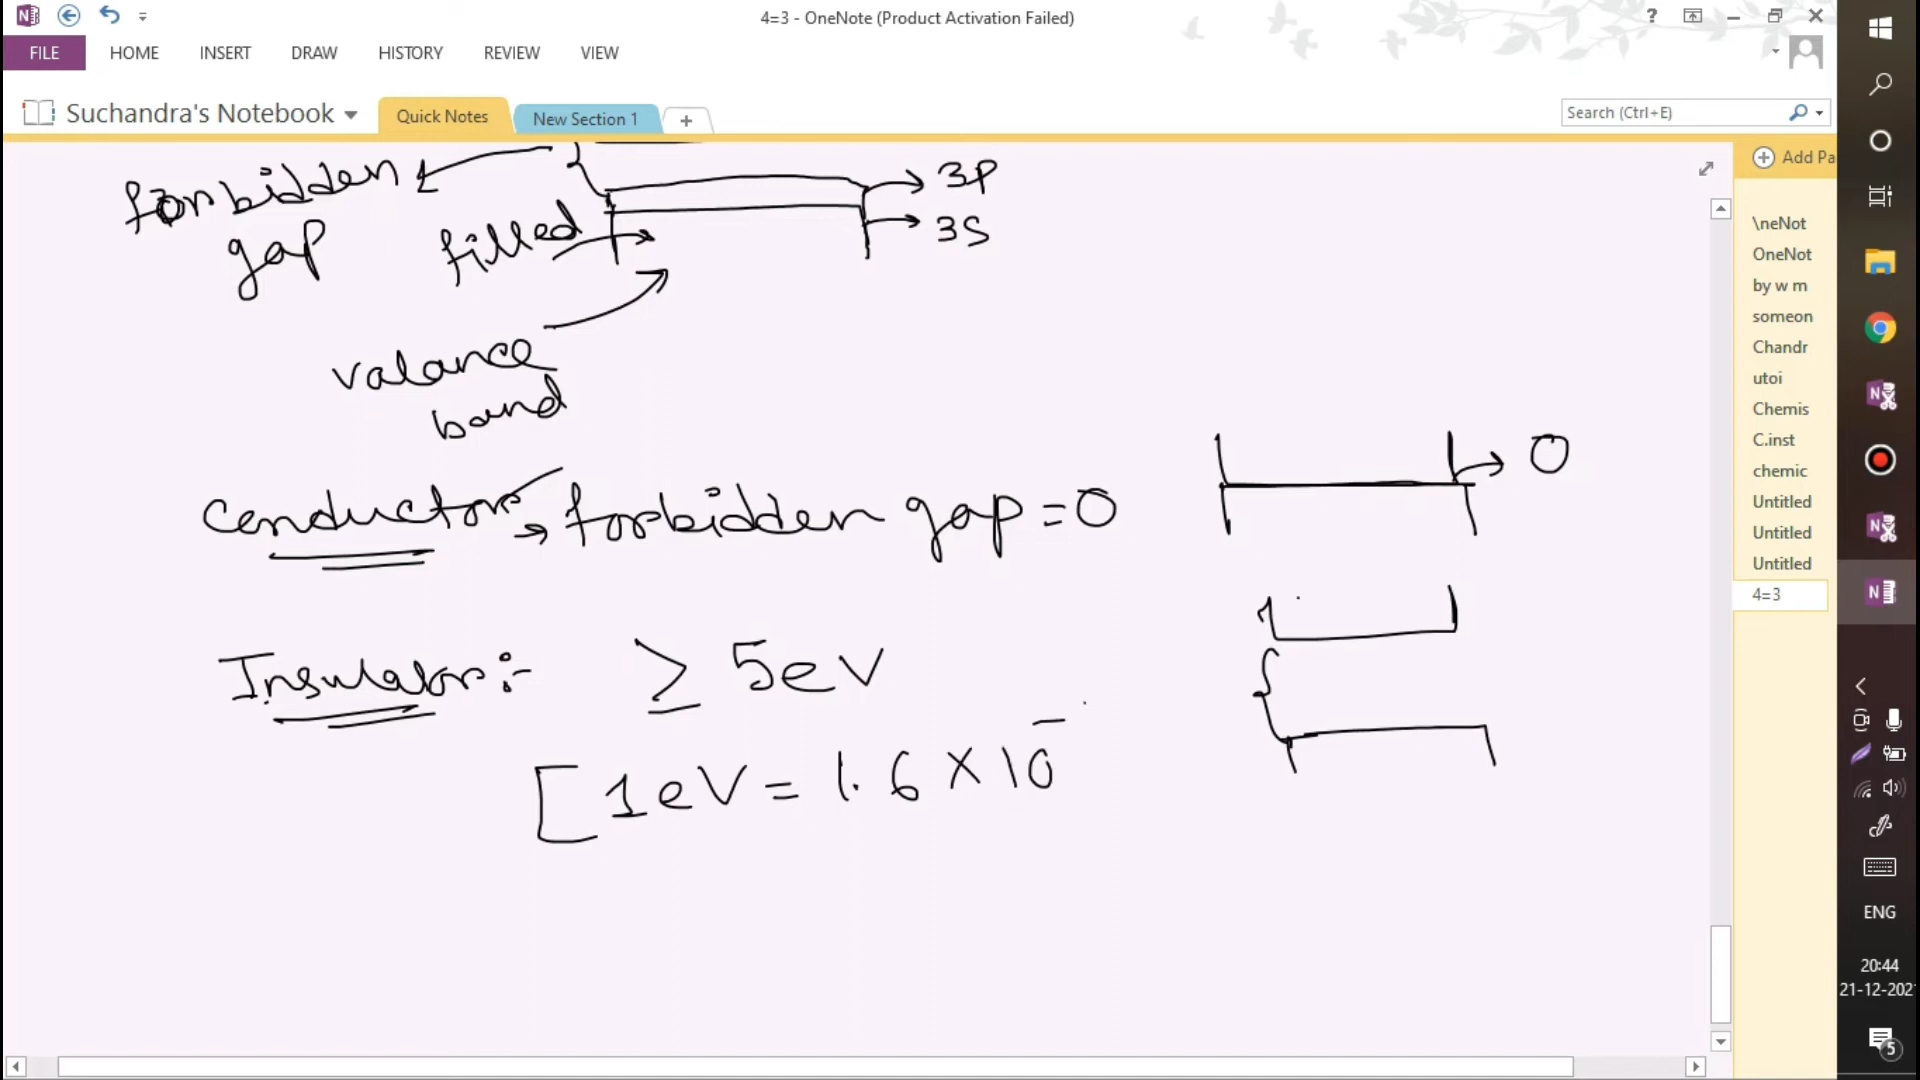 4=3 - OneNote (Product Activation Failed)
FILE HOME INSERT DRAW HISTORY REVIEW VIEW
Suchandra's Notebook
Quick Notes
New Section 1
Search (Ctrl+E)
Add Pa
\neNot
OneNot
by w m
someon
Chandr
utoi
Chemis
C.inst
chemic
Untitled
Untitled
Untitled
4=3
forbidden
gap
filled
3P
3S
valance
band
conductor → forbidden gap = 0
0
Insulator :- ≥ 5eV
[1eV = 1.6 × 10⁻
ENG
20:44
21-12-202
5